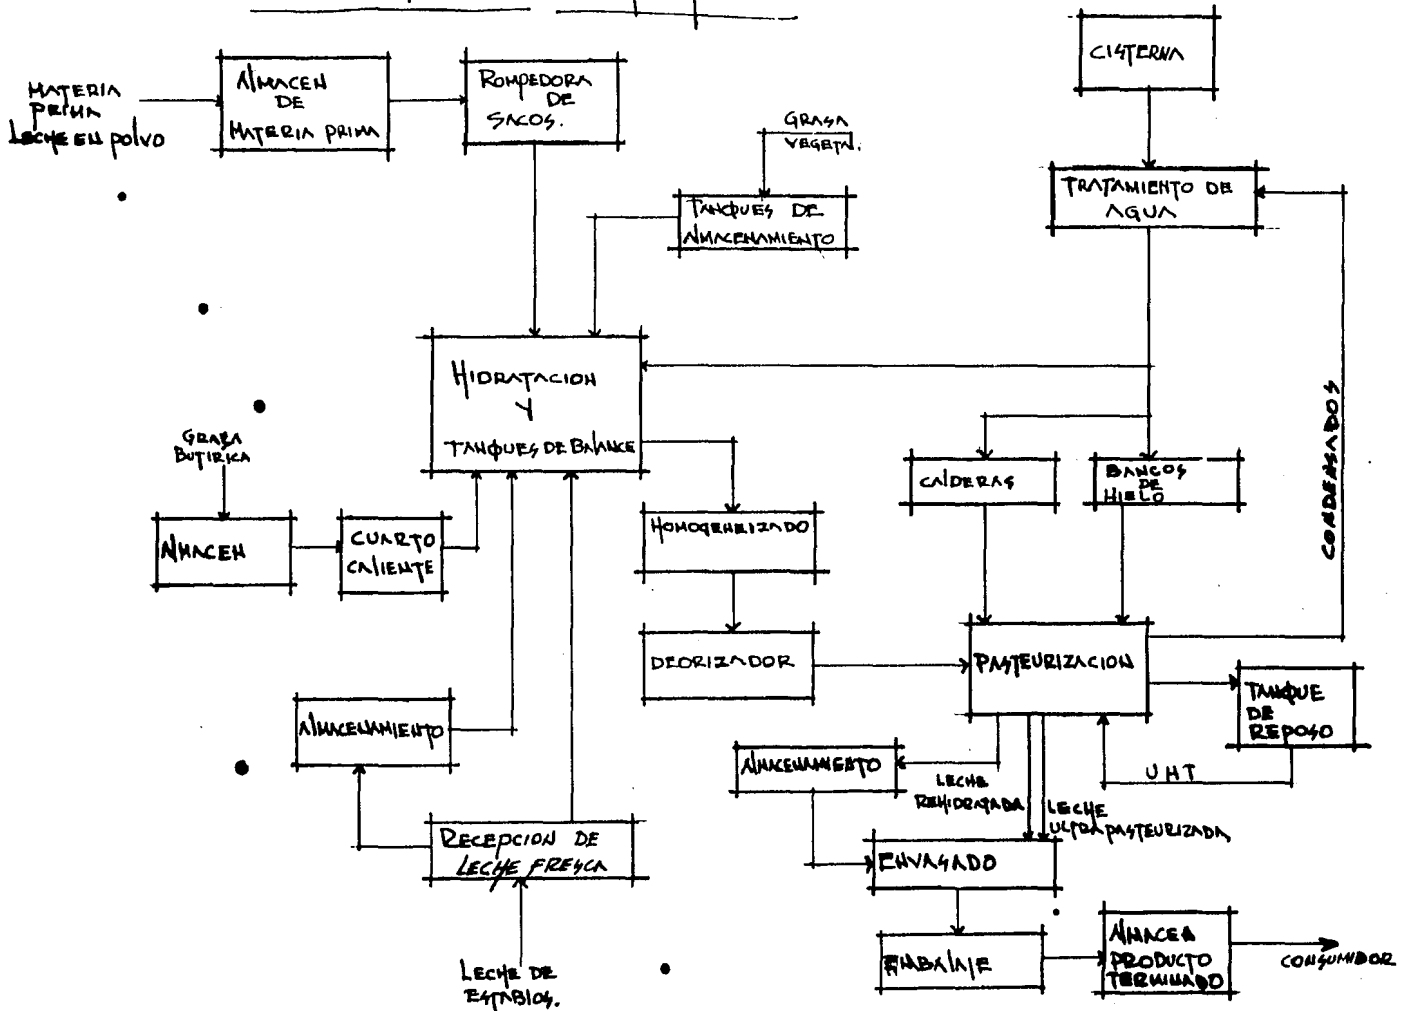 MATERIA
PRIMA
LECHE EN POLVO
ALMACEN
DE
MATERIA PRIMA
ROMPEDORA
DE
SACOS.
GRASA
VEGETAL.
TANQUES DE
ALMACENAMIENTO
CISTERNA
TRATAMIENTO DE
AGUA
HIDRATACION
Y
TANQUES DE BALANCE
GRASA
BUTIRICA
ALMACEN
CUARTO
CALIENTE
HOMOGENEIZADO
CALDERAS
BANCOS
DE
HIELO
CONDENSADOS
DEORIZADOR
PASTEURIZACION
TANQUE
DE
REPOSO
UHT
ALMACENAMIENTO
ALMACENAMIENTO
LECHE
REHIDRATADA
LECHE
ULTRAPASTEURIZADA
RECEPCION DE
LECHE FRESCA
ENVASADO
LECHE DE
ESTABLOS.
EMBALAJE
ALMACEN
PRODUCTO
TERMINADO
CONSUMIDOR